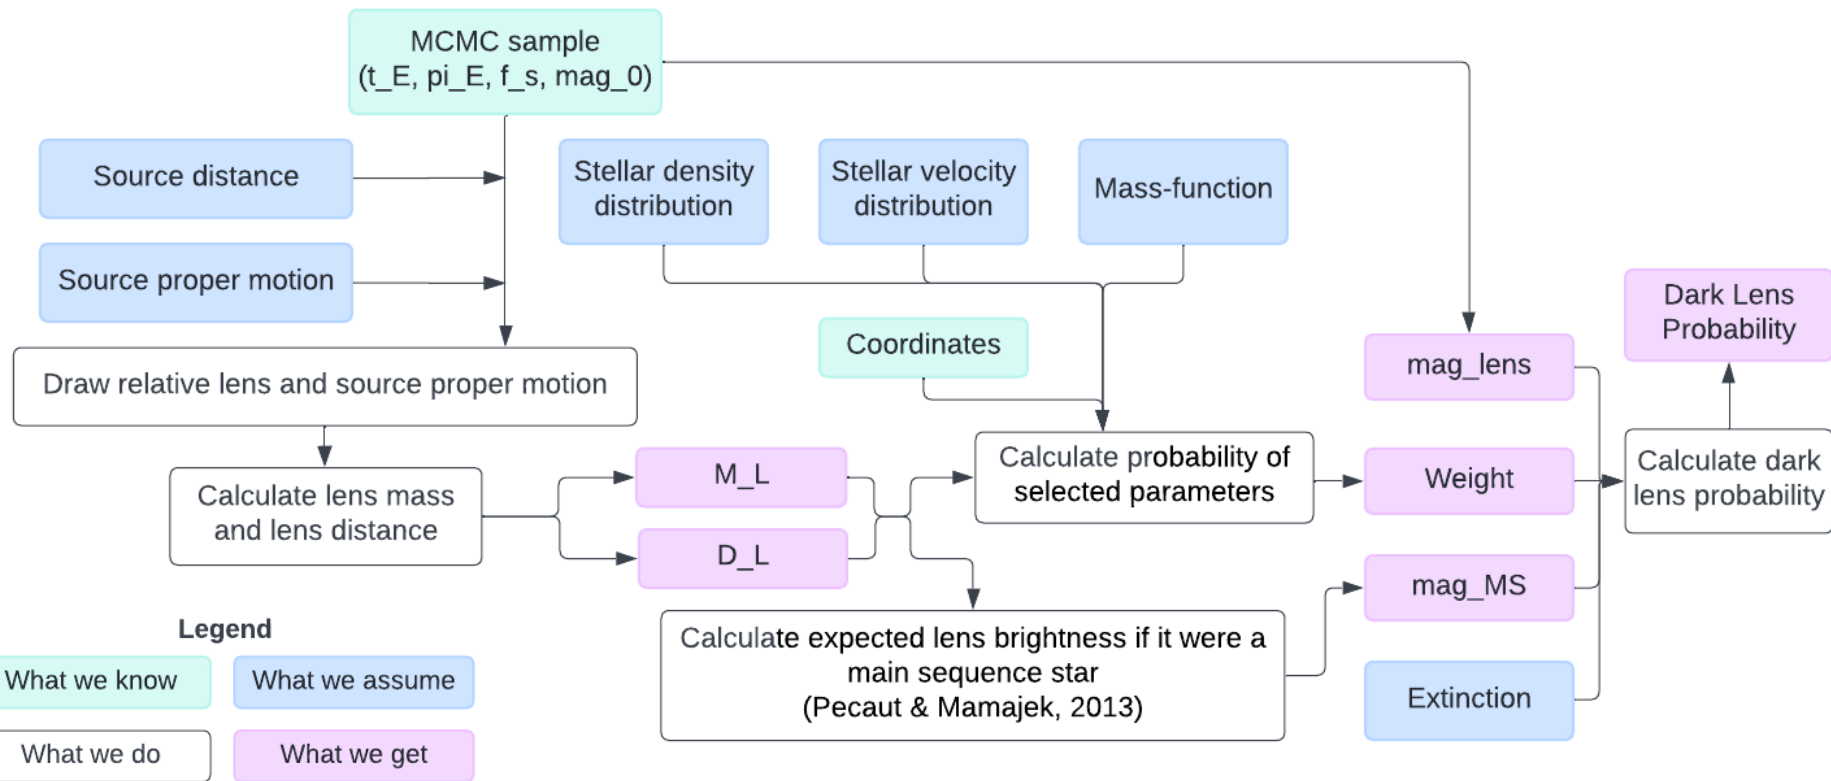 MCMC sample
(t_E, pi_E, f_s, mag_0)
Source distance
Stellar density
distribution
Stellar velocity
distribution
Mass-function
Source proper motion
Dark Lens
Probability
Coordinates
mag_lens
Draw relative lens and source proper motion
Calculate probability of
selected parameters
Weight
Calculate dark
lens probability
M_L
Calculate lens mass
and lens distance
D_L
mag_MS
Calculate expected lens brightness if it were a
main sequence star
(Pecaut & Mamajek, 2013)
Extinction
Legend
What we know
What we assume
What we do
What we get